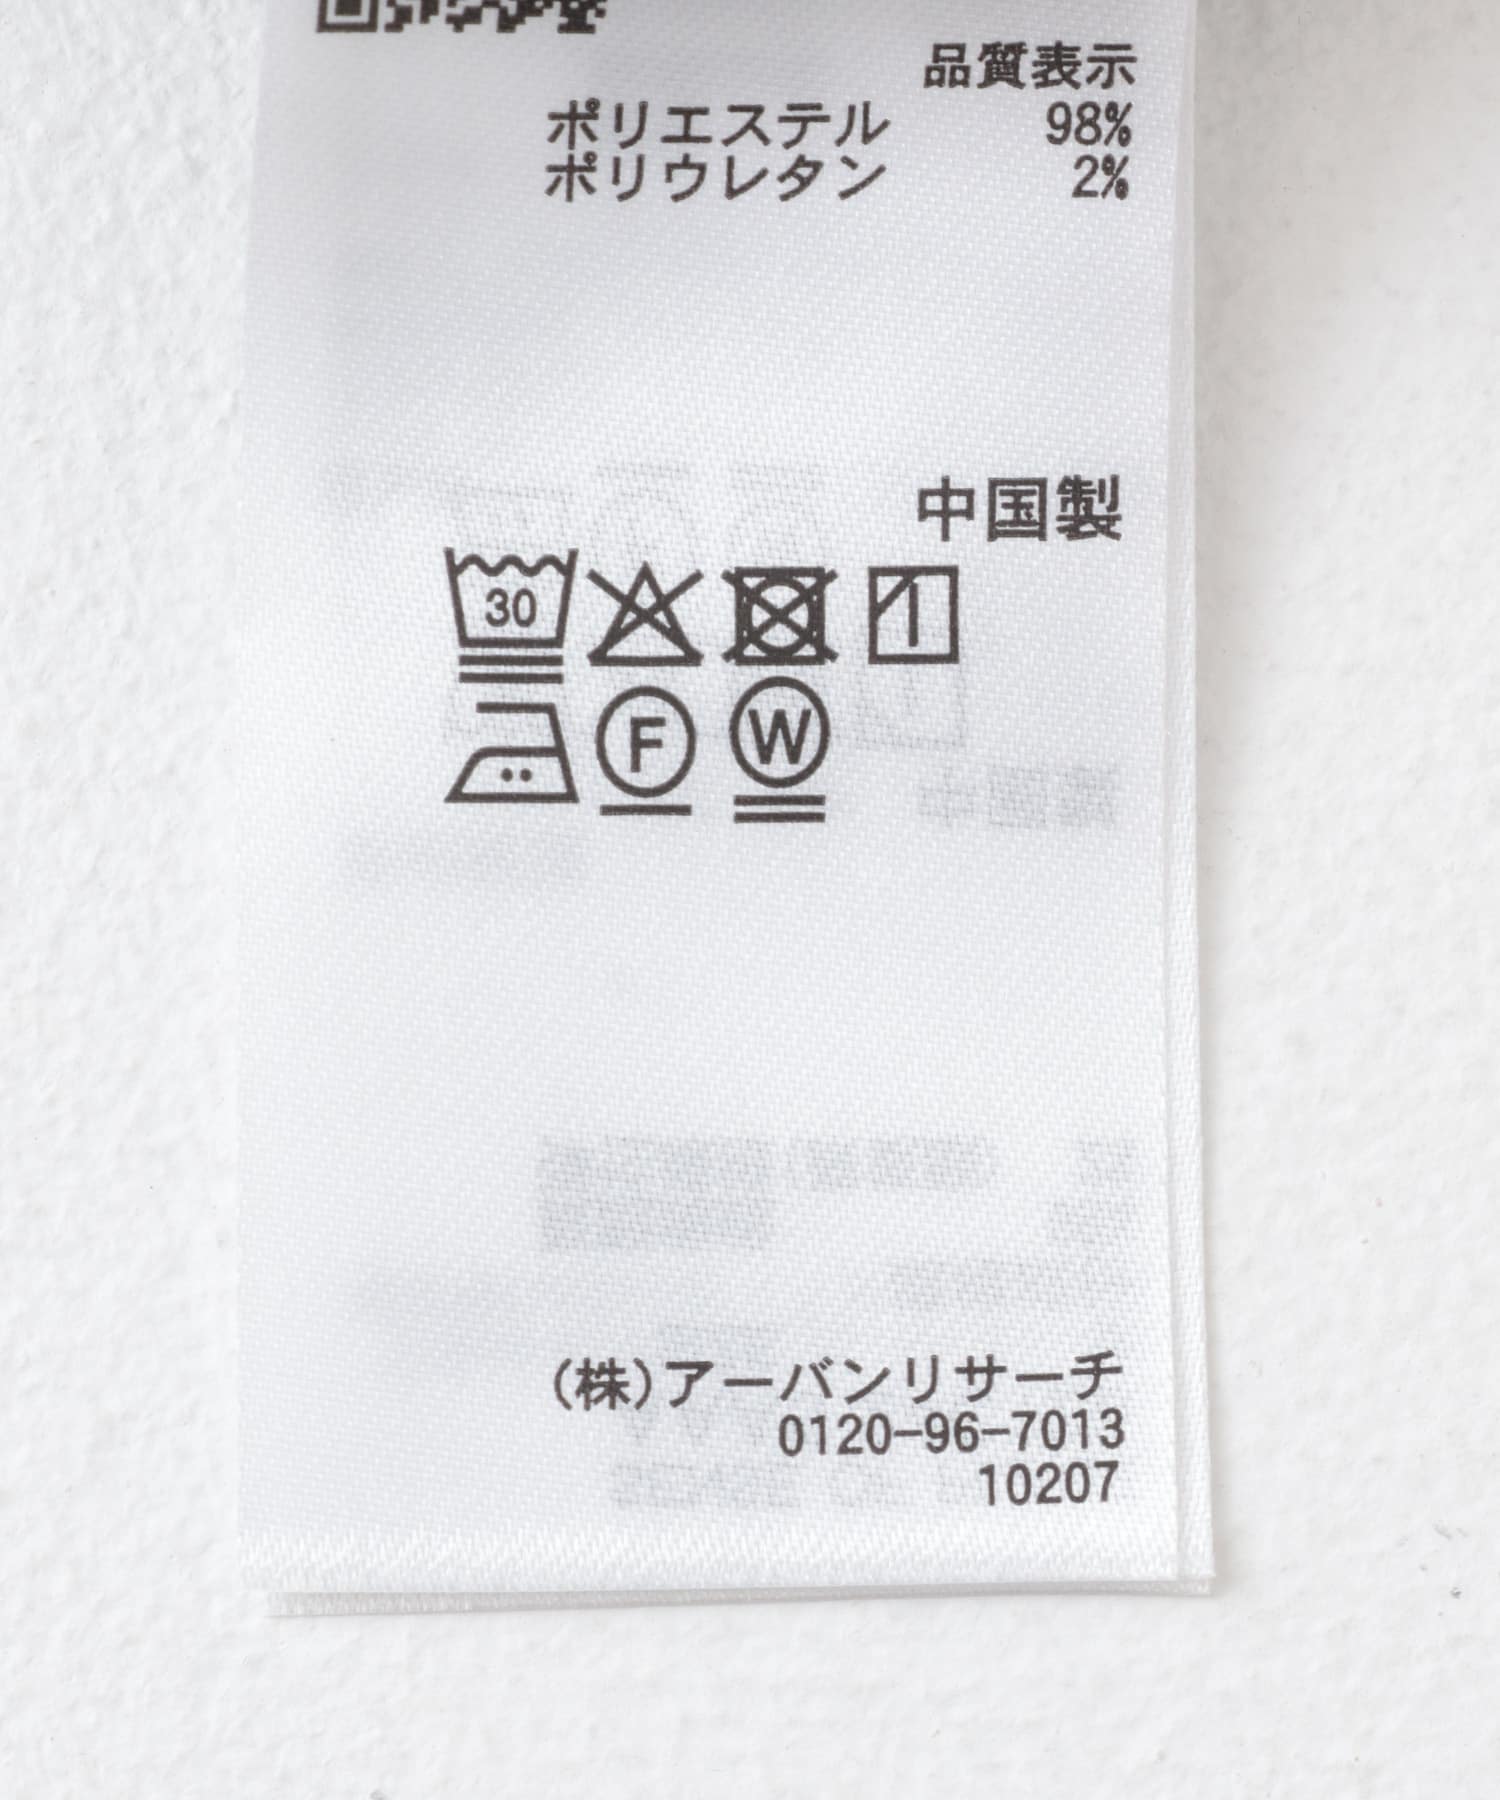 品質表示
ポリエステル 98%
ポリウレタン 2%
中国製
30
F W
(株)アーバンリサーチ
0120-96-7013
10207